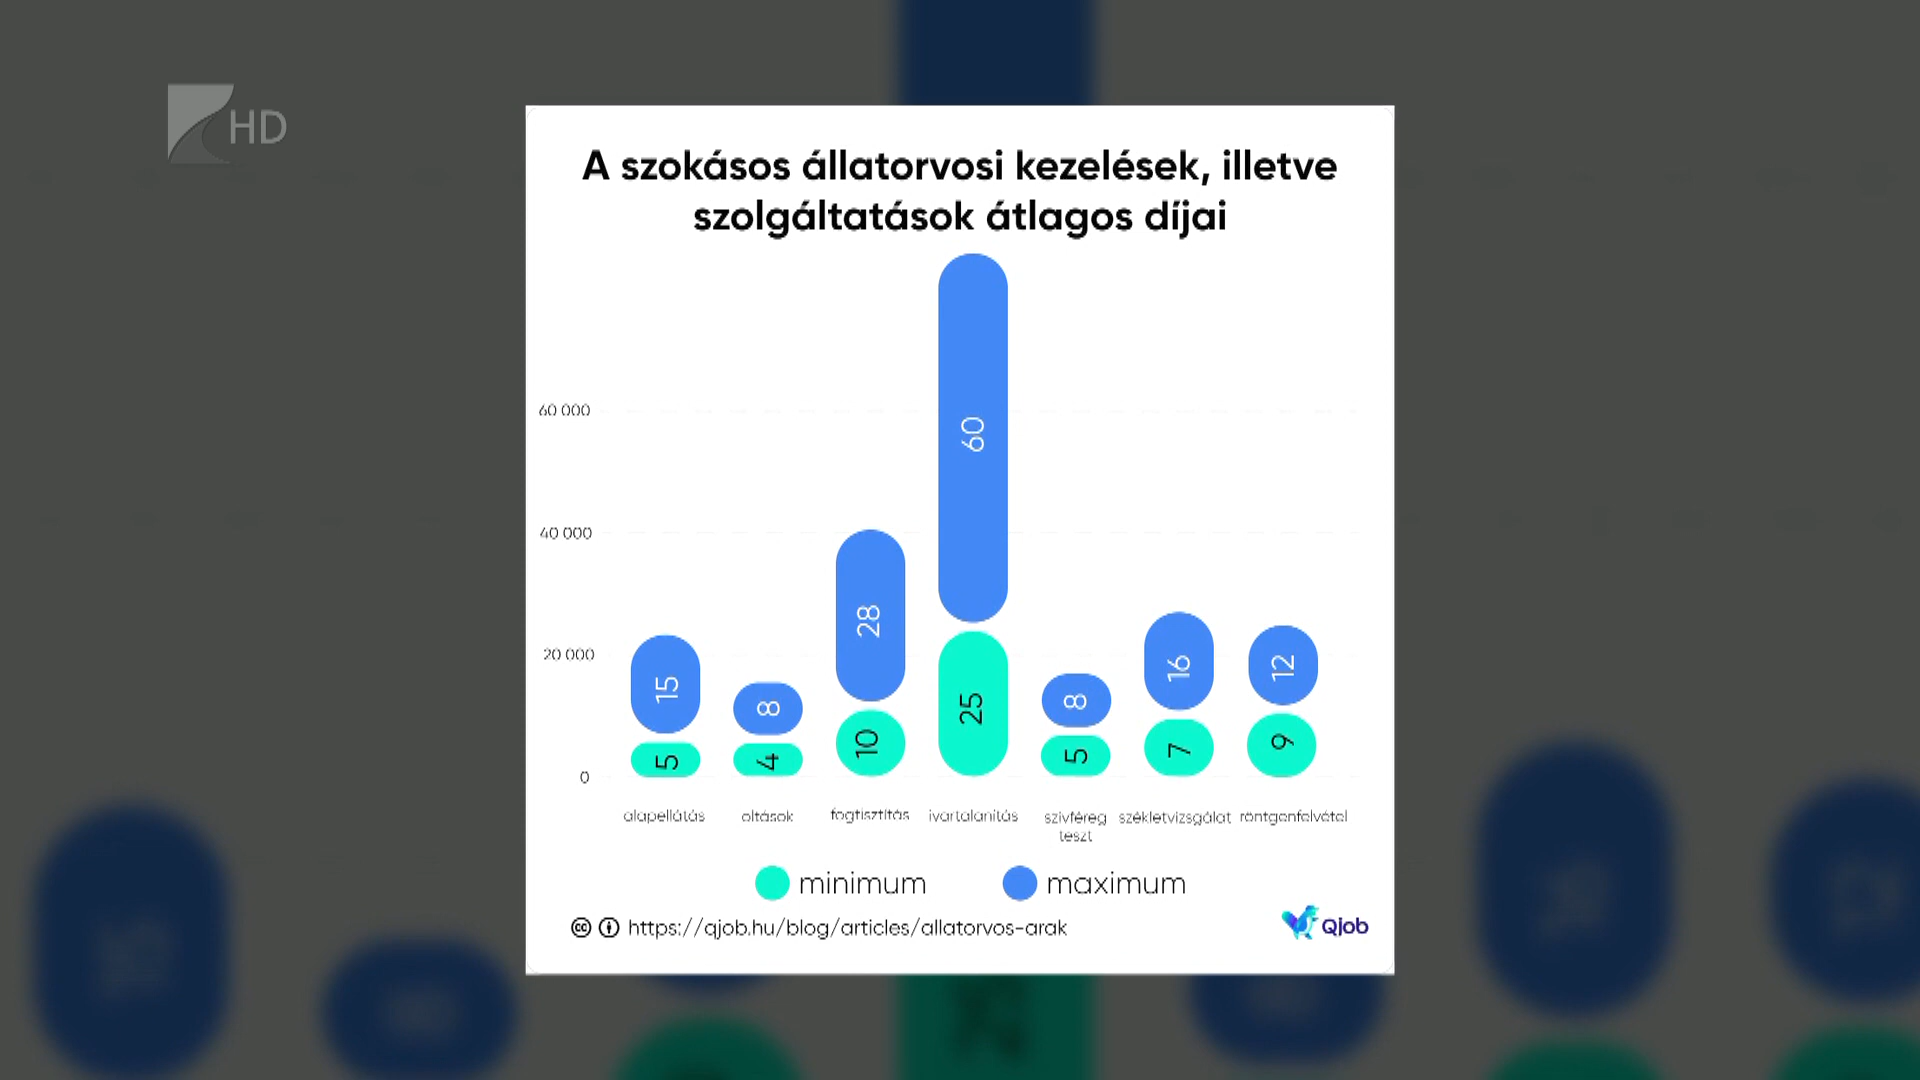 HD
A szokásos állatorvosi kezelések, illetve
szolgáltatások átlagos díjai
60 000
40 000
20 000
0
60
28
15
8
8
16
12
5
4
10
25
5
7
9
alapellátás
oltások
fogtisztítás
ivartalanítás
szívféreg
teszt
székletvizsgálat
röntgenfelvétel
minimum
maximum
https://qjob.hu/blog/articles/allatorvos-arak
Qjob